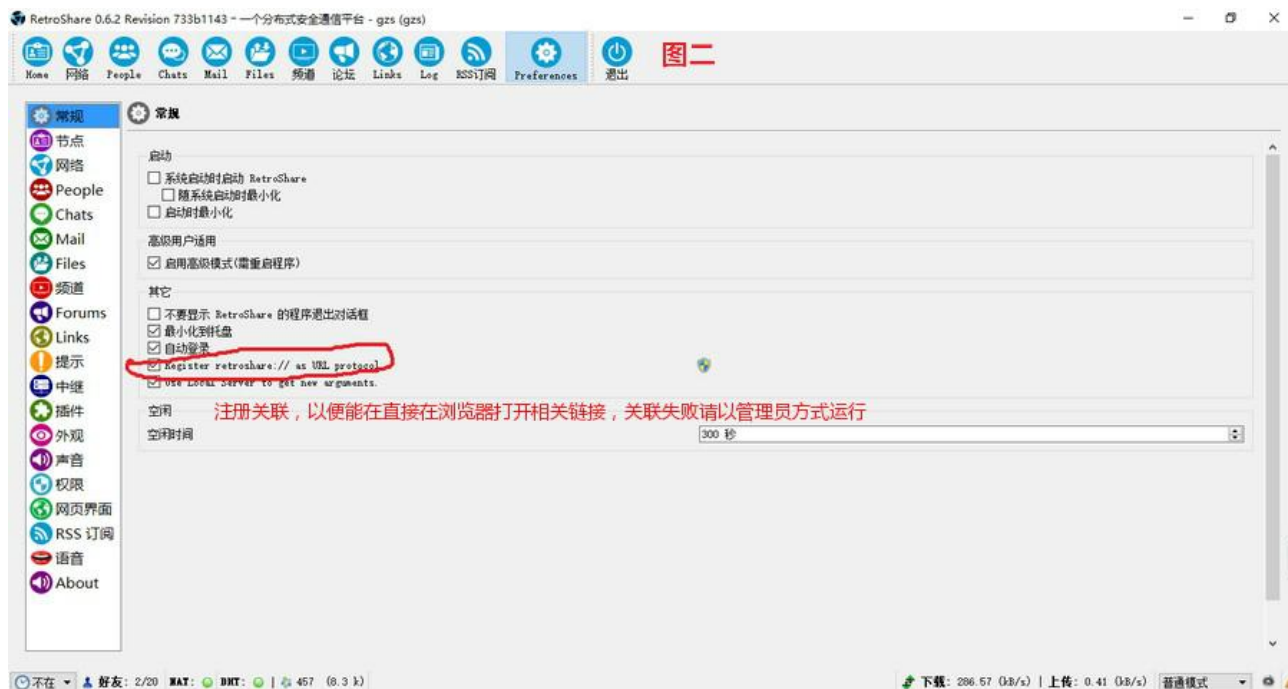 RetroShare 0.6.2 Revision 733b1143 - 一个分布式安全通信平台 - gzs (gzs)
Home 网络 People Chats Mail Files 频道 论坛 Links Log RSS订阅 Preferences 退出
图二
常规
节点
网络
People
Chats
Mail
Files
频道
Forums
Links
提示
中继
插件
外观
声音
权限
网页界面
RSS 订阅
语音
About
常规
启动
系统启动时启动 RetroShare
随系统启动时最小化
启动时最小化
高级用户适用
启用高级模式(需重启程序)
其它
不要显示 RetroShare 的程序退出对话框
最小化到托盘
自动登录
Register retroshare:// as URL protocol
Use Local Server to get new arguments.
注册关联，以便能在直接在浏览器打开相关链接，关联失败请以管理员方式运行
空闲
空闲时间
300 秒
不在 好友: 2/20 NAT: DHT: | 457 (8.3 k)
下载: 286.57 (kB/s) | 上传: 0.41 (kB/s) 普通模式